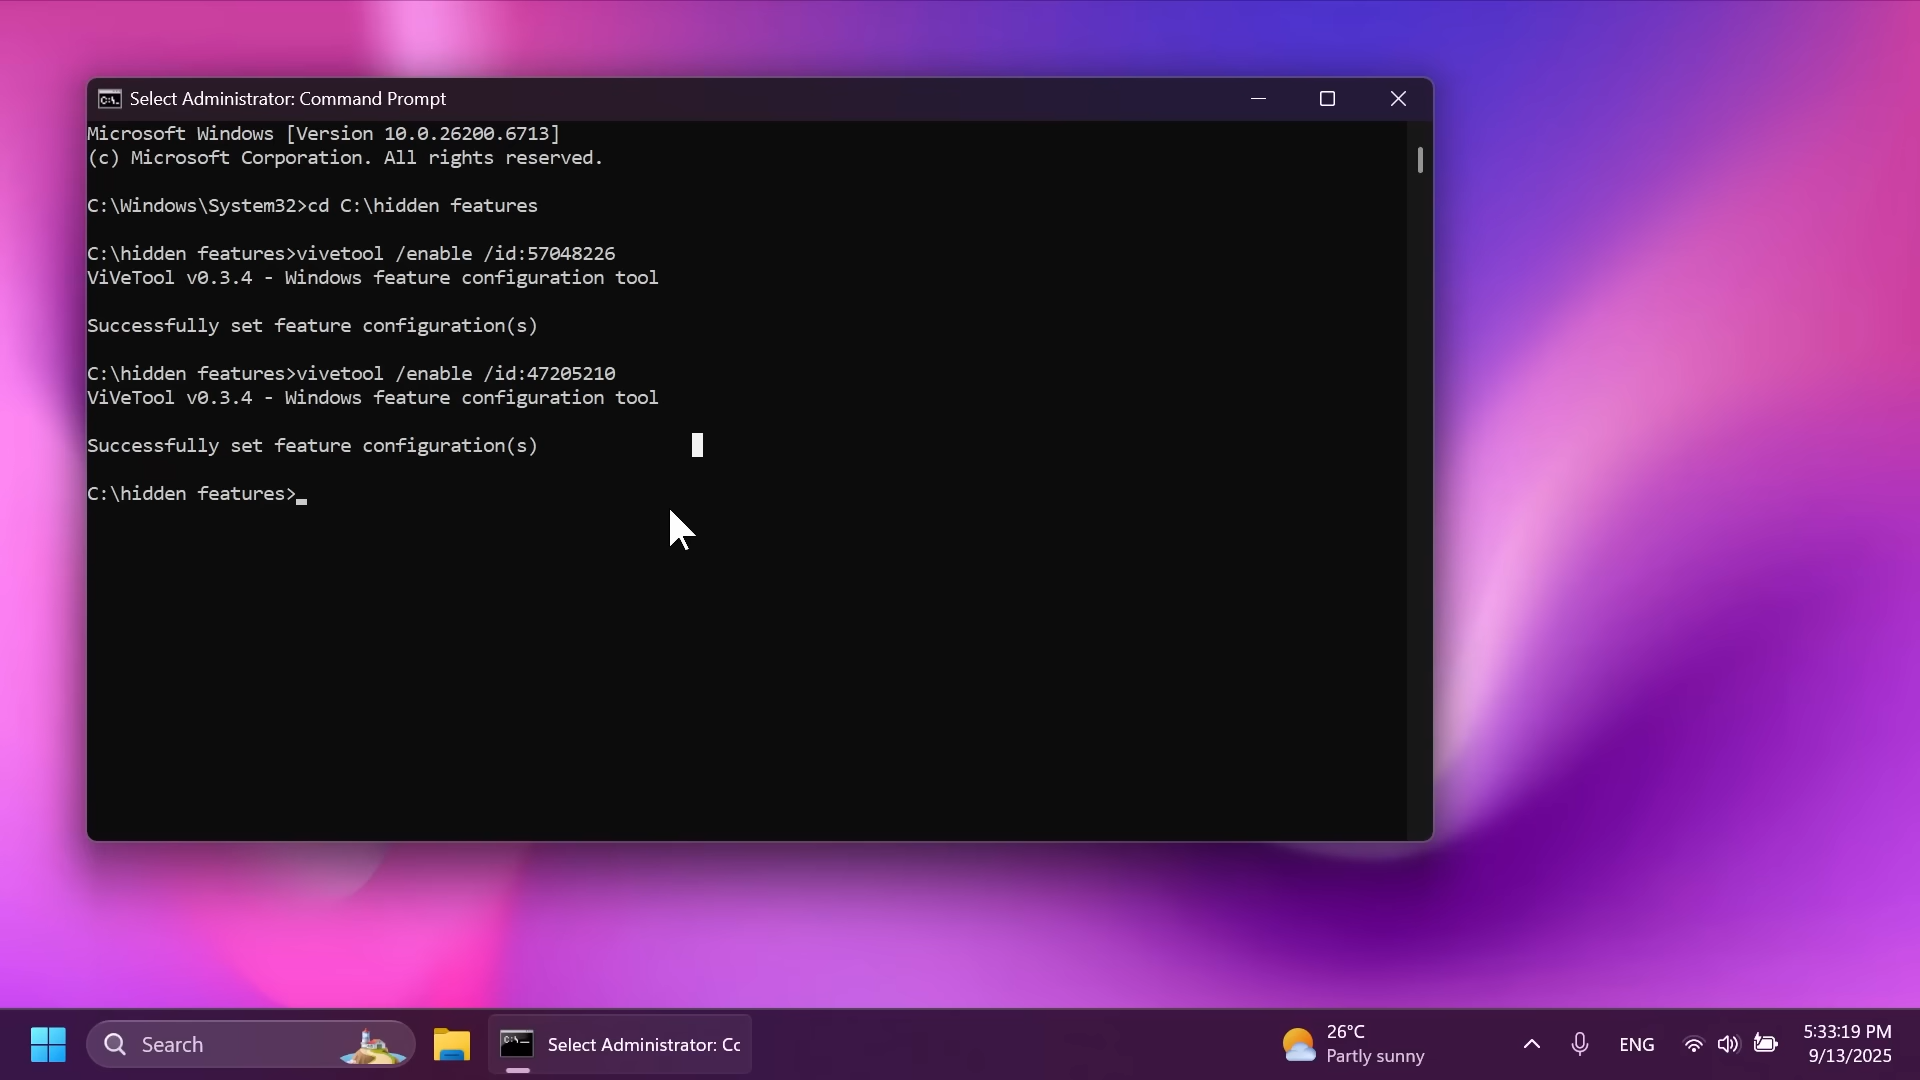 Select Administrator: Command Prompt
Microsoft Windows [Version 10.0.26200.6713]
(c) Microsoft Corporation. All rights reserved.
C:\Windows\System32>cd C:\hidden features
C:\hidden features>vivetool /enable /id:57048226
ViVeTool v0.3.4 - Windows feature configuration tool
Successfully set feature configuration(s)
C:\hidden features>vivetool /enable /id:47205210
ViVeTool v0.3.4 - Windows feature configuration tool
Successfully set feature configuration(s)
C:\hidden features>
Search
Select Administrator: Cc
26°C
Partly sunny
ENG
5:33:19 PM
9/13/2025